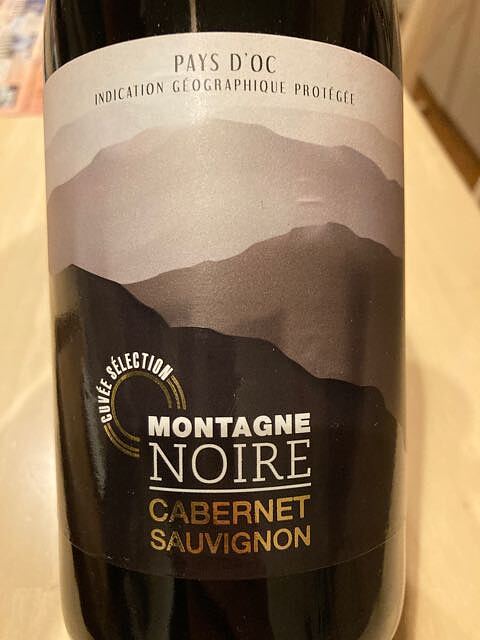 PAYS D'OC
INDICATION GÉOGRAPHIQUE PROTÉGÉE
CUVÉE SÉLECTION
MONTAGNE
NOIRE
CABERNET
SAUVIGNON